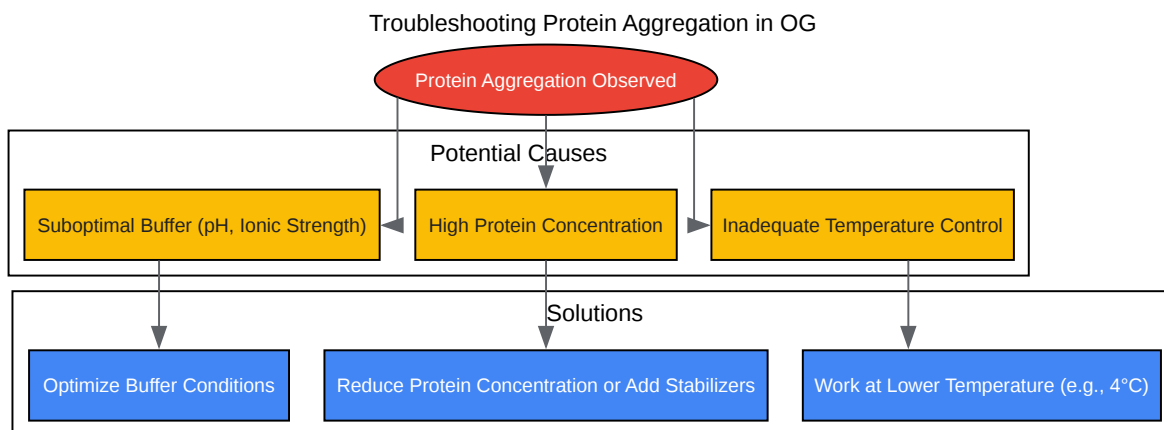 Troubleshooting Protein Aggregation in OG
Protein Aggregation Observed
Potential Causes
Suboptimal Buffer (pH, Ionic Strength)
High Protein Concentration
Inadequate Temperature Control
Solutions
Optimize Buffer Conditions
Reduce Protein Concentration or Add Stabilizers
Work at Lower Temperature (e.g., 4°C)